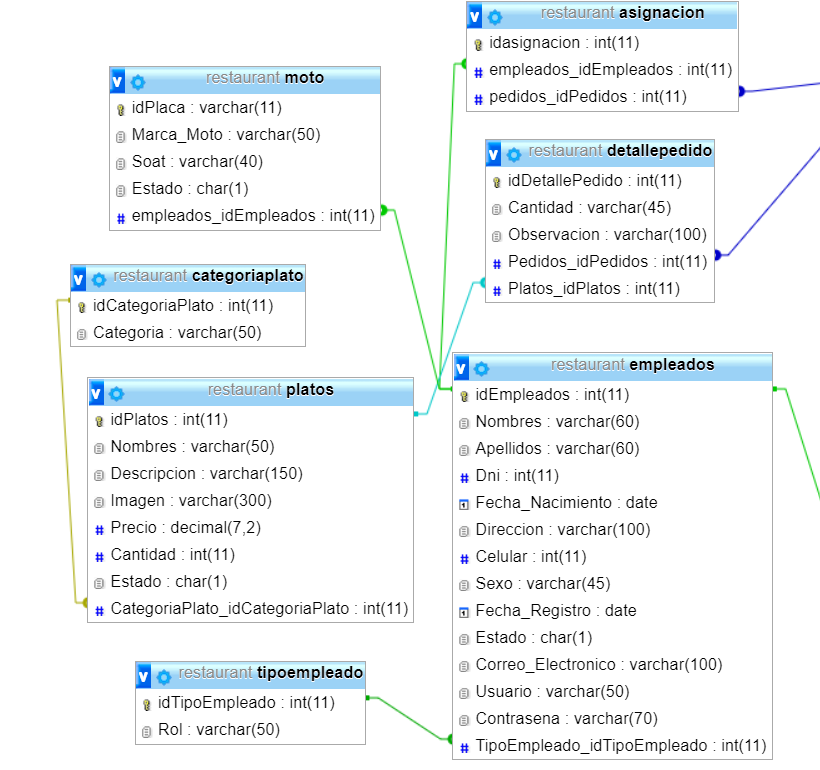 restaurant asignacion
idasignacion : int(11)
empleados_idEmpleados : int(11)
pedidos_idPedidos : int(11)
restaurant moto
idPlaca : varchar(11)
Marca_Moto : varchar(50)
Soat : varchar(40)
Estado : char(1)
empleados_idEmpleados : int(11)
restaurant detallepedido
idDetallePedido : int(11)
Cantidad : varchar(45)
Observacion : varchar(100)
Pedidos_idPedidos : int(11)
Platos_idPlatos : int(11)
restaurant categoriaplato
idCategoriaPlato : int(11)
Categoria : varchar(50)
restaurant platos
idPlatos : int(11)
Nombres : varchar(50)
Descripcion : varchar(150)
Imagen : varchar(300)
Precio : decimal(7,2)
Cantidad : int(11)
Estado : char(1)
CategoriaPlato_idCategoriaPlato : int(11)
restaurant empleados
idEmpleados : int(11)
Nombres : varchar(60)
Apellidos : varchar(60)
Dni : int(11)
Fecha_Nacimiento : date
Direccion : varchar(100)
Celular : int(11)
Sexo : varchar(45)
Fecha_Registro : date
Estado : char(1)
Correo_Electronico : varchar(100)
Usuario : varchar(50)
Contrasena : varchar(70)
TipoEmpleado_idTipoEmpleado : int(11)
restaurant tipoempleado
idTipoEmpleado : int(11)
Rol : varchar(50)